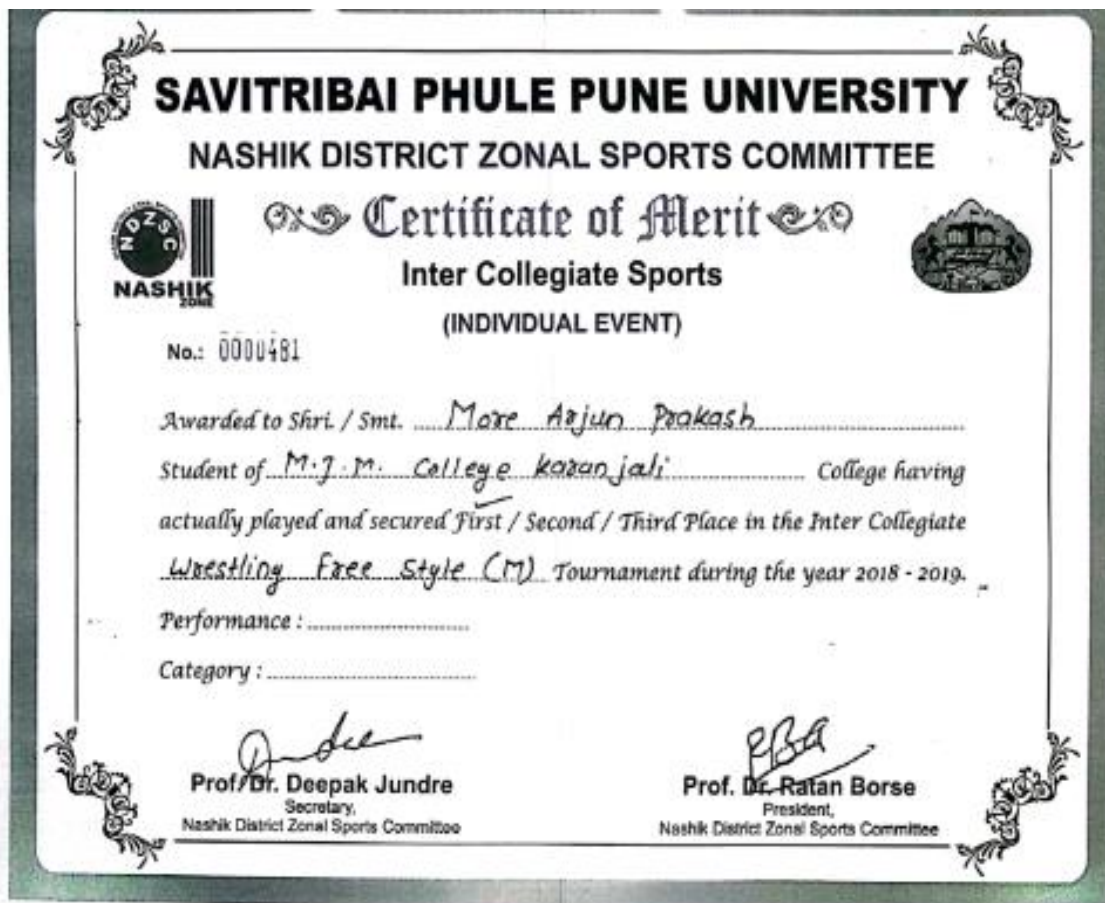 SAVITRIBAI PHULE PUNE UNIVERSITY
NASHIK DISTRICT ZONAL SPORTS COMMITTEE
Certificate of Merit
NDZSC
NASHIK
ZONE
Inter Collegiate Sports
(INDIVIDUAL EVENT)
No.: 0000481
Awarded to Shri. / Smt. More Arjun Prakash
Student of M.J.M. College Karanjali College having
actually played and secured First / Second / Third Place in the Inter Collegiate
Wrestling Free Style (M) Tournament during the year 2018 - 2019.
Performance :
Category :
Prof. Dr. Deepak Jundre
Secretary,
Nashik District Zonal Sports Committee
Prof. Dr. Ratan Borse
President,
Nashik District Zonal Sports Committee